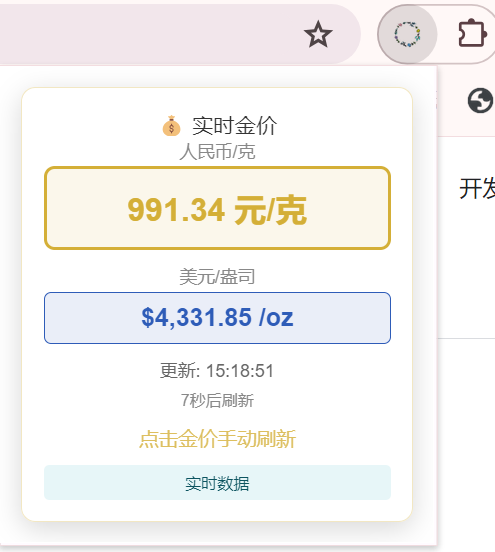 实时金价
人民币/克
991.34 元/克
美元/盎司
$4,331.85 /oz
更新: 15:18:51
7秒后刷新
点击金价手动刷新
实时数据
开发